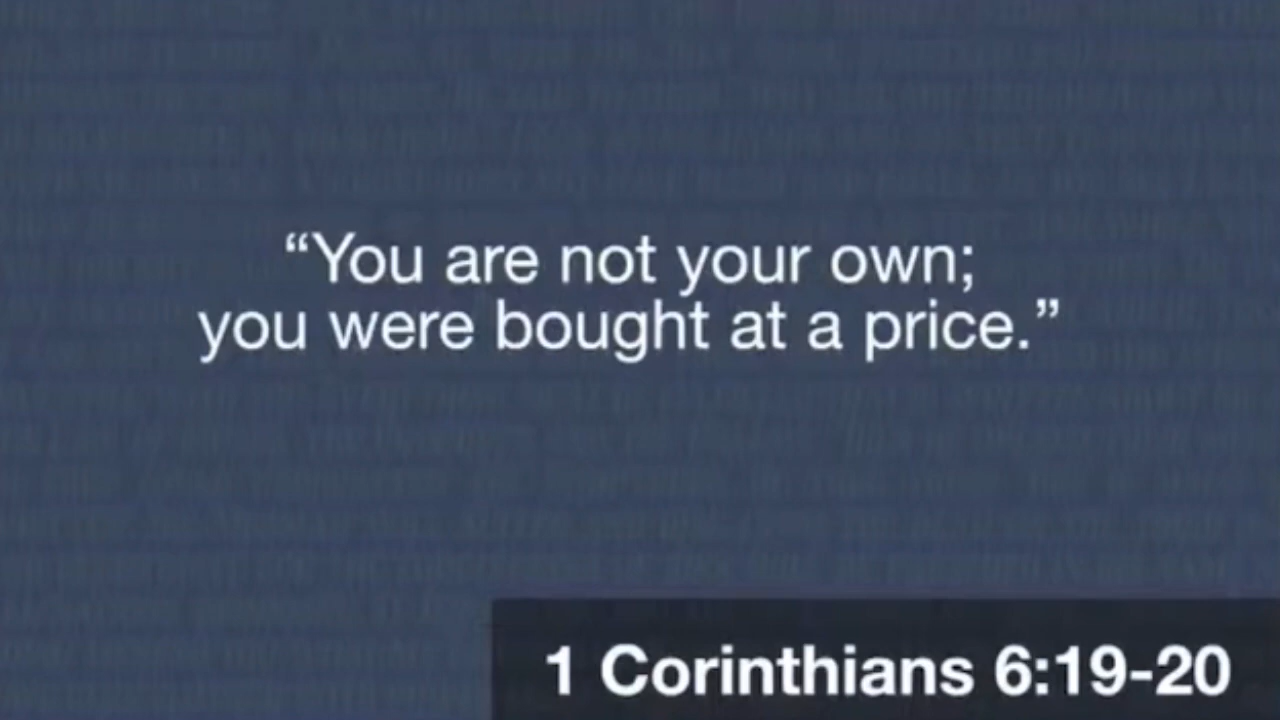 “You are not your own;
you were bought at a price.”
1 Corinthians 6:19-20